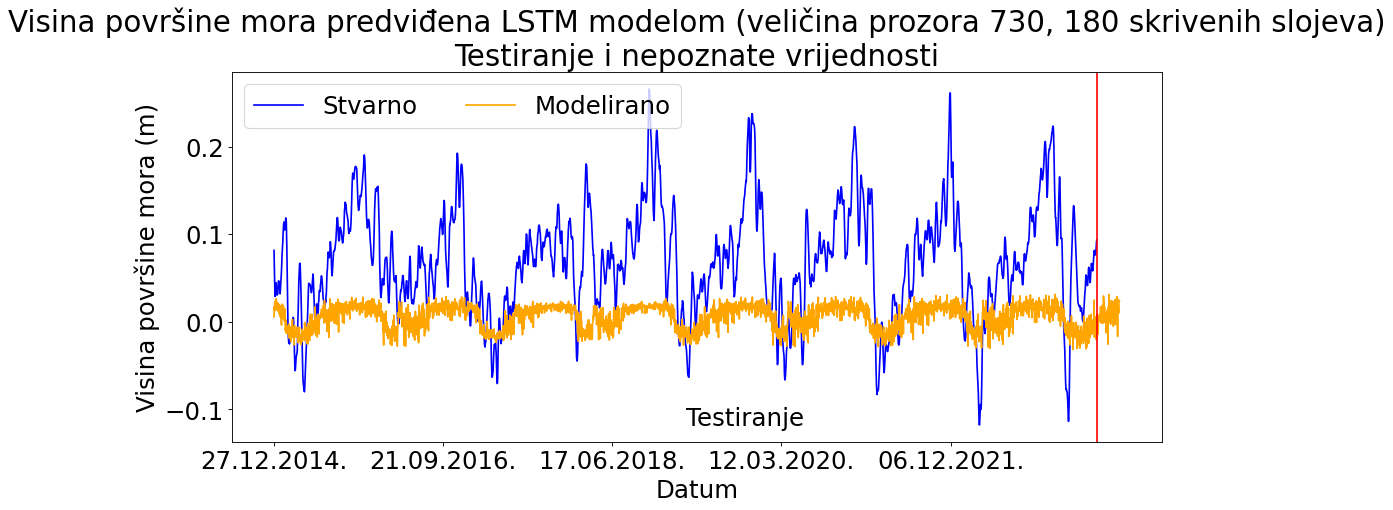 Visina površine mora predviđena LSTM modelom (veličina prozora 730, 180 skrivenih slojeva)
Testiranje i nepoznate vrijednosti
Stvarno
Modelirano
Visina površine mora (m)
0.2
0.1
0.0
−0.1
Testiranje
27.12.2014.
21.09.2016.
17.06.2018.
12.03.2020.
06.12.2021.
Datum